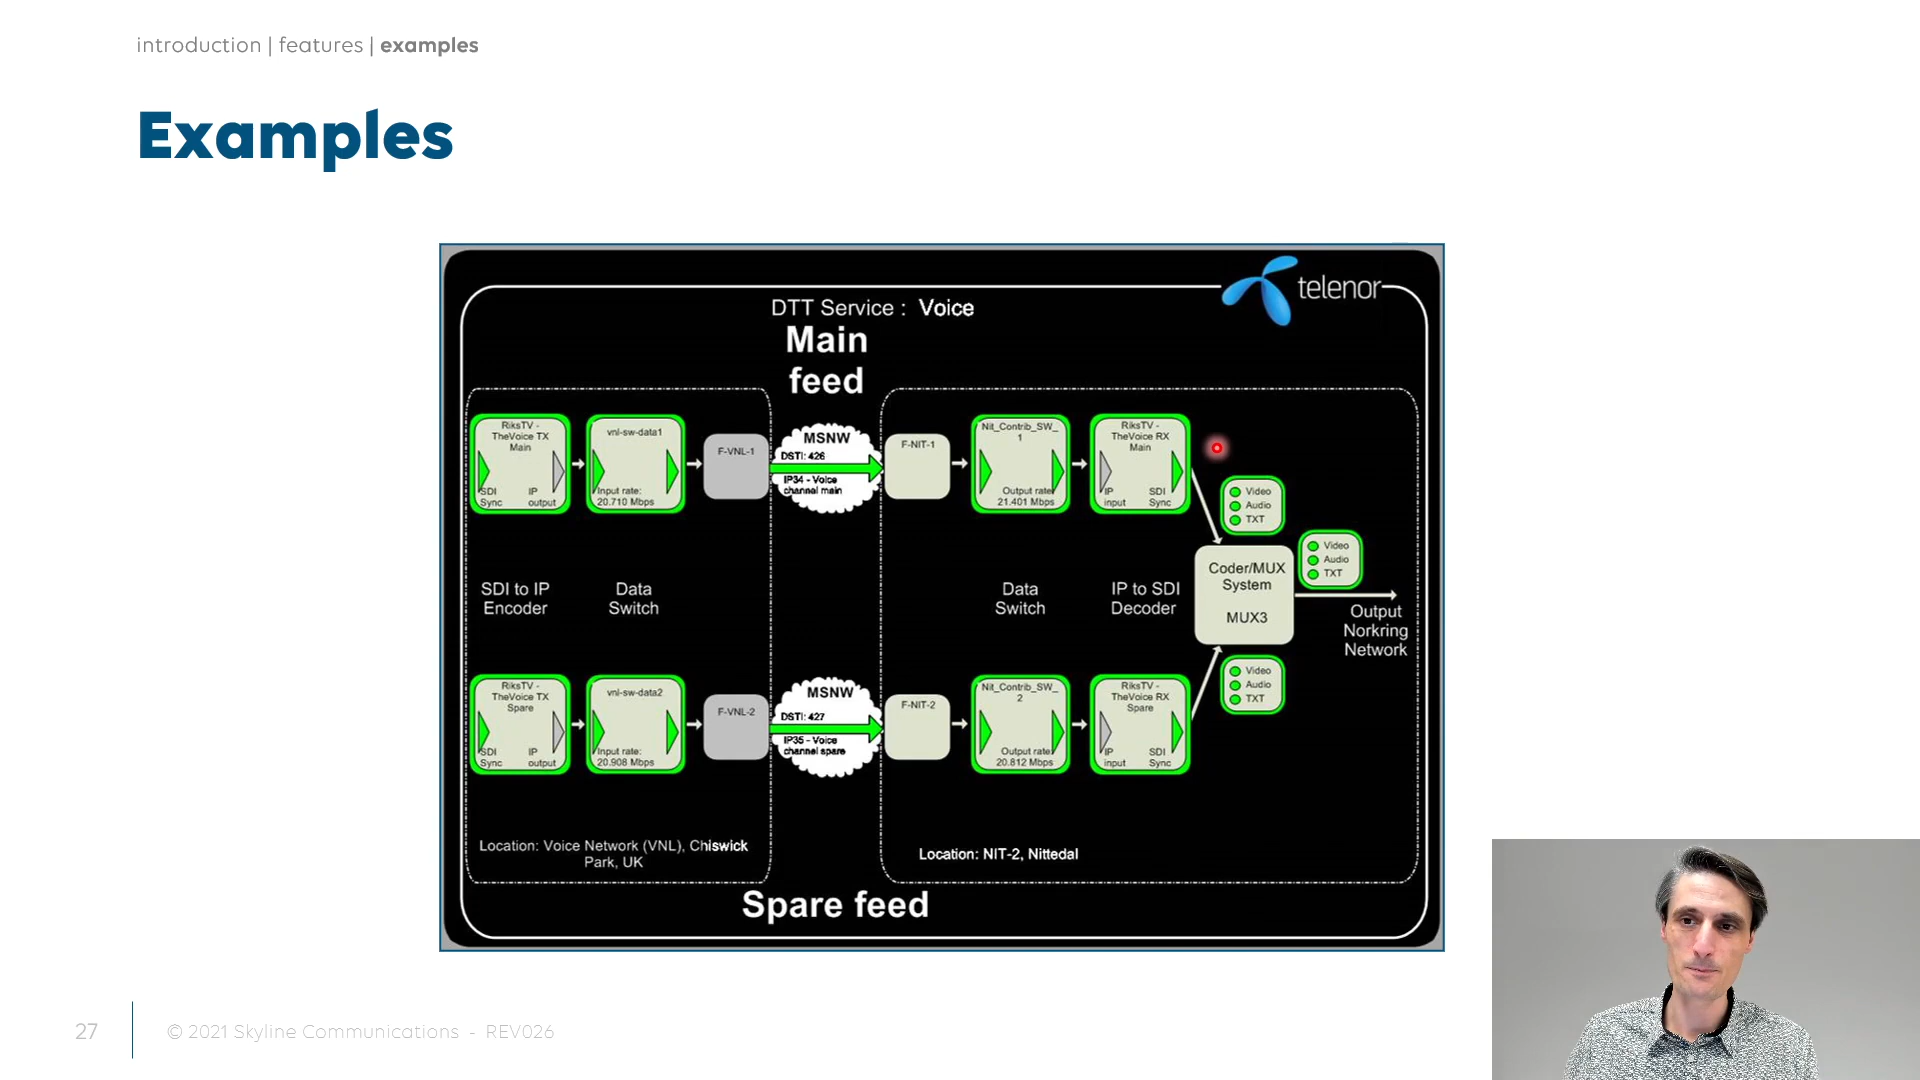 introduction | features | examples
Examples
telenor
DTT Service : Voice
Main
feed
RiksTV -
TheVoice TX
Main
SDI
Sync
IP
output
vnl-sw-data1
Input rate:
20.710 Mbps
F-VNL-1
MSNW
DSTI: 426
IP34 - Voice
channel main
F-NIT-1
Nit_Contrib_SW_
1
Output rate
21.401 Mbps
RiksTV -
TheVoice RX
Main
IP
input
SDI
Sync
Video
Audio
TXT
Video
Audio
TXT
Coder/MUX
System
MUX3
Output
Norkring
Network
SDI to IP
Encoder
Data
Switch
Data
Switch
IP to SDI
Decoder
RiksTV -
TheVoice TX
Spare
SDI
Sync
IP
output
vnl-sw-data2
Input rate:
20.908 Mbps
F-VNL-2
MSNW
DSTI: 427
IP35 - Voice
channel spare
F-NIT-2
Nit_Contrib_SW_
2
Output rate
20.812 Mbps
RiksTV -
TheVoice RX
Spare
IP
input
SDI
Sync
Video
Audio
TXT
Location: Voice Network (VNL), Chiswick
Park, UK
Location: NIT-2, Nittedal
Spare feed
27
© 2021 Skyline Communications - REV026